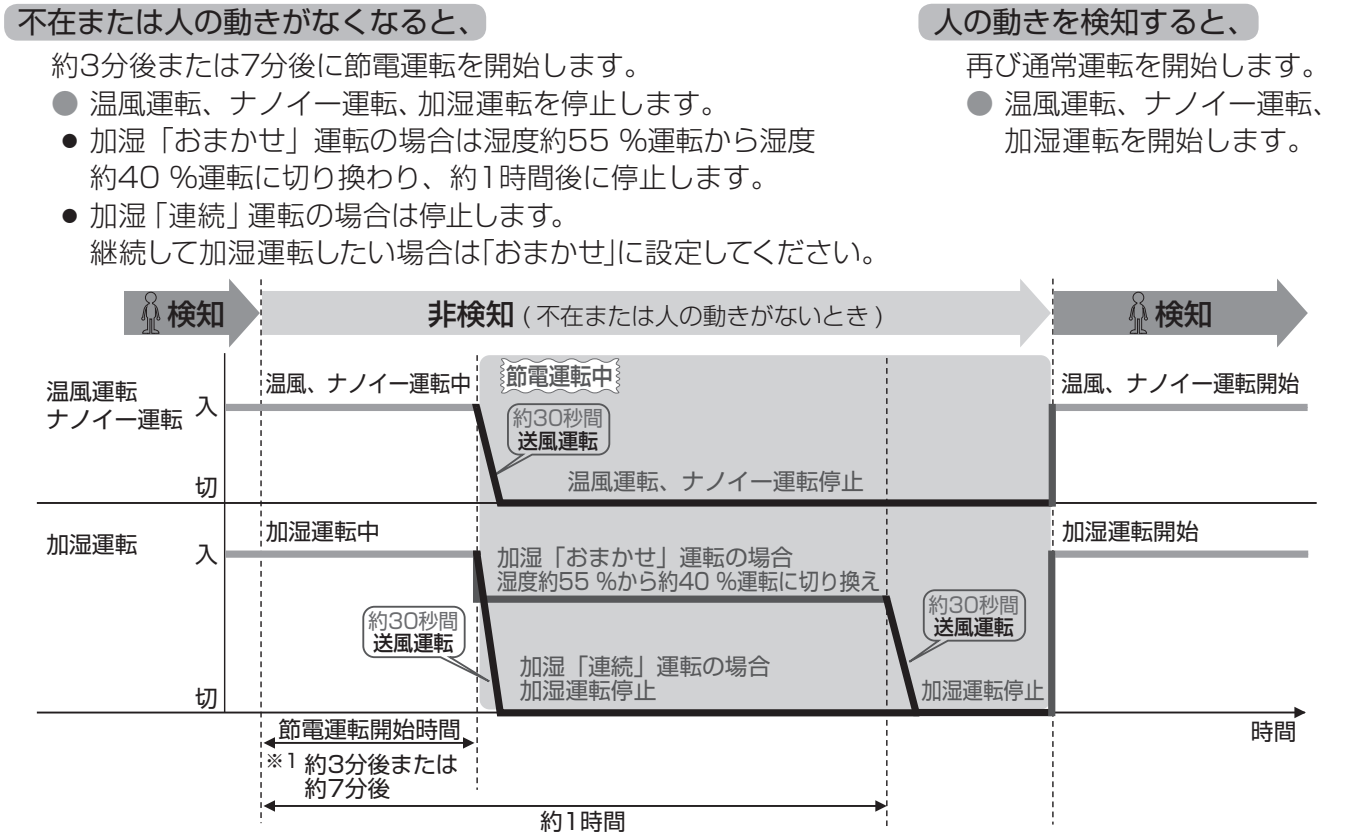 不在または人の動きがなくなると、
約3分後または7分後に節電運転を開始します。
● 温風運転、ナノイー運転、加湿運転を停止します。
● 加湿「おまかせ」運転の場合は湿度約55 %運転から湿度
約40 %運転に切り換わり、約1時間後に停止します。
● 加湿「連続」運転の場合は停止します。
継続して加湿運転したい場合は「おまかせ」に設定してください。
人の動きを検知すると、
再び通常運転を開始します。
● 温風運転、ナノイー運転、
加湿運転を開始します。
検知
非検知 ( 不在または人の動きがないとき )
検知
温風運転
ナノイー運転
入
切
温風、ナノイー運転中
節電運転中
約30秒間
送風運転
温風運転、ナノイー運転停止
温風、ナノイー運転開始
加湿運転
入
切
加湿運転中
加湿「おまかせ」運転の場合
湿度約55 %から約40 %運転に切り換え
約30秒間
送風運転
加湿「連続」運転の場合
加湿運転停止
約30秒間
送風運転
加湿運転停止
加湿運転開始
時間
節電運転開始時間
※1 約3分後または
約7分後
約1時間